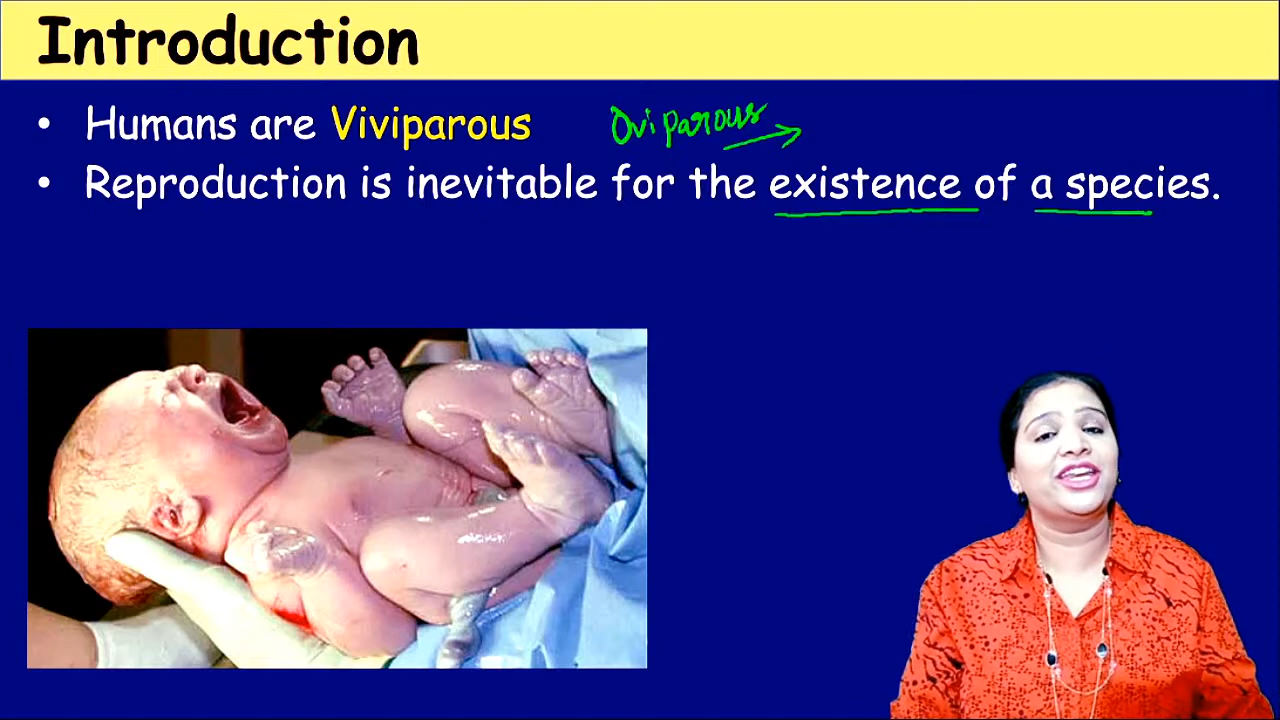 Introduction
• Humans are Viviparous Oviparous
• Reproduction is inevitable for the existence of a species.